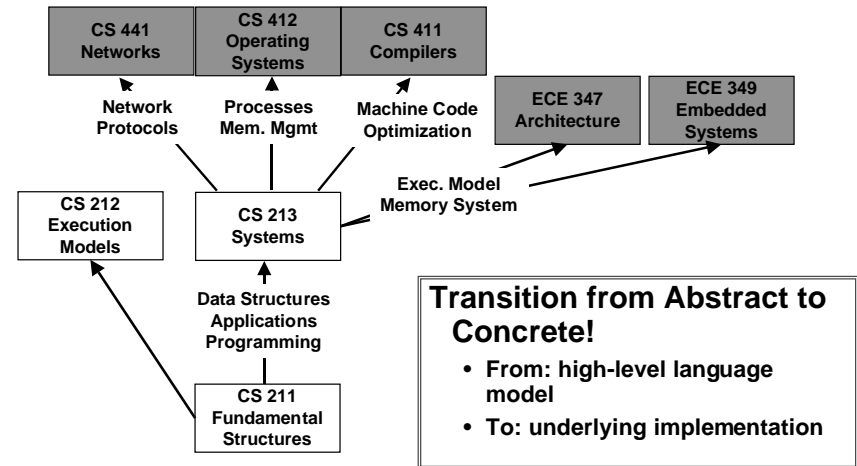 CS 441
Networks
CS 412
Operating
Systems
CS 411
Compilers
ECE 347
Architecture
ECE 349
Embedded
Systems
Network
Protocols
Processes
Mem. Mgmt
Machine Code
Optimization
Exec. Model
Memory System
CS 212
Execution
Models
CS 213
Systems
Data Structures
Applications
Programming
CS 211
Fundamental
Structures
Transition from Abstract to
Concrete!
• From: high-level language
model
• To: underlying implementation